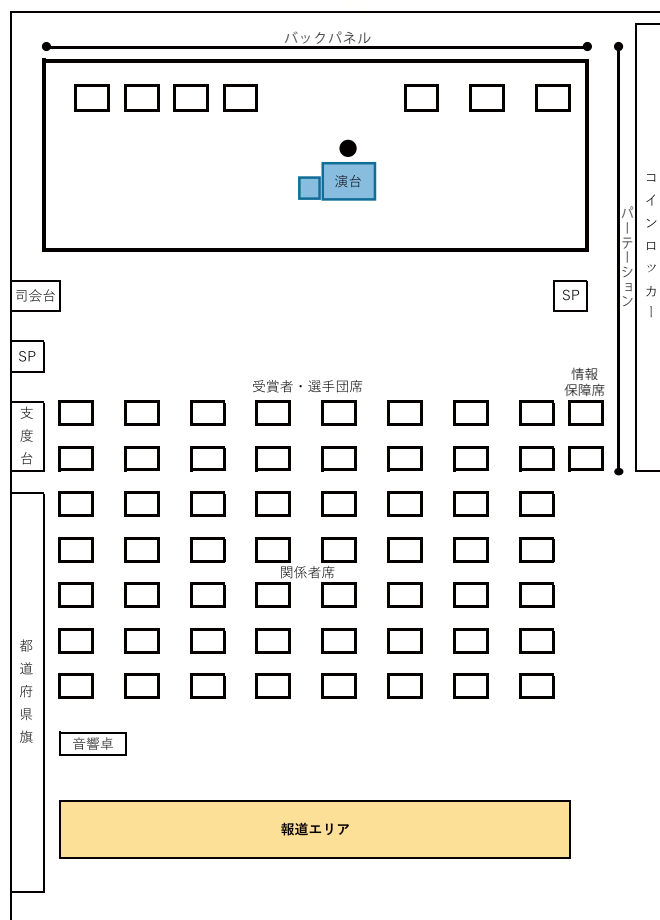 バックパネル
演台
コインロッカー
パーテーション
司会台
SP
SP
情報
保障席
受賞者・選手団席
支度台
関係者席
都道府県旗
音響卓
報道エリア